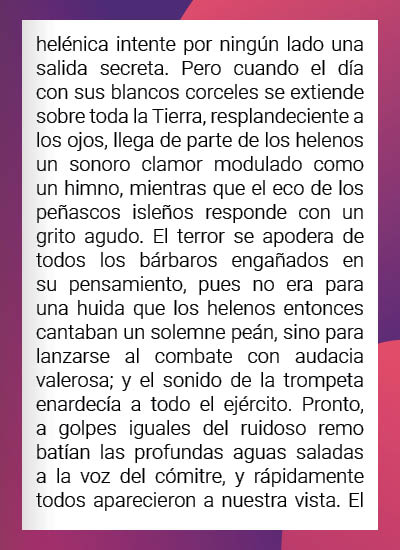 helénica intente por ningún lado una
salida secreta. Pero cuando el día
con sus blancos corceles se extiende
sobre toda la Tierra, resplandeciente a
los ojos, llega de parte de los helenos
un sonoro clamor modulado como
un himno, mientras que el eco de los
peñascos isleños responde con un
grito agudo. El terror se apodera de
todos los bárbaros engañados en
su pensamiento, pues no era para
una huida que los helenos entonces
cantaban un solemne peán, sino para
lanzarse al combate con audacia
valerosa; y el sonido de la trompeta
enardecía a todo el ejército. Pronto,
a golpes iguales del ruidoso remo
batían las profundas aguas saladas
a la voz del cómitre, y rápidamente
todos aparecieron a nuestra vista. El